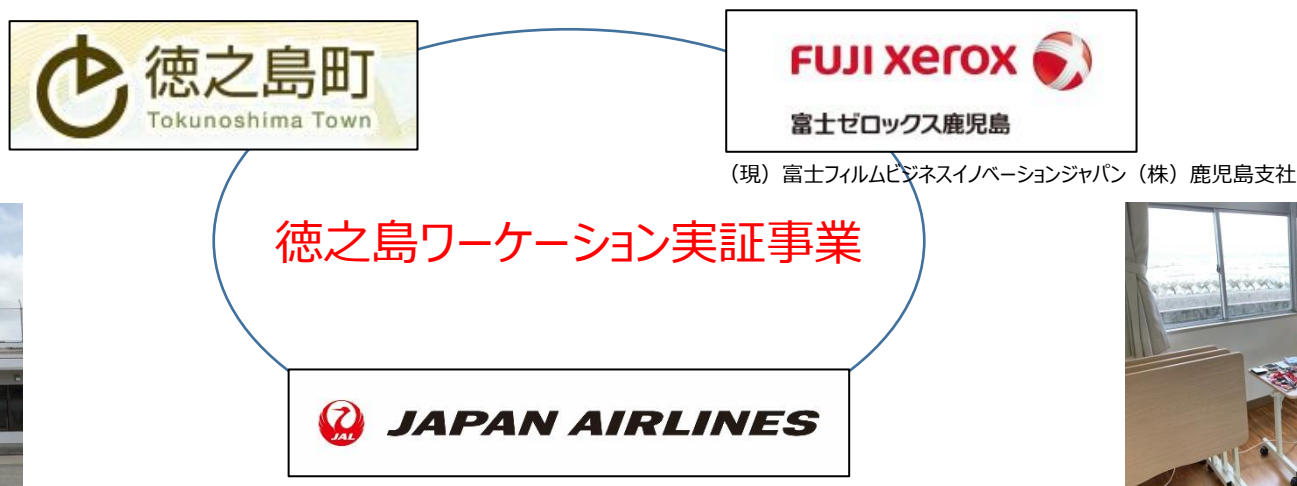 徳之島町
Tokunoshima Town
FUJI xerox
富士ゼロックス鹿児島
（現）富士フィルムビジネスイノベーションジャパン（株）鹿児島支社
徳之島ワーケーション実証事業
JAL
JAPAN AIRLINES